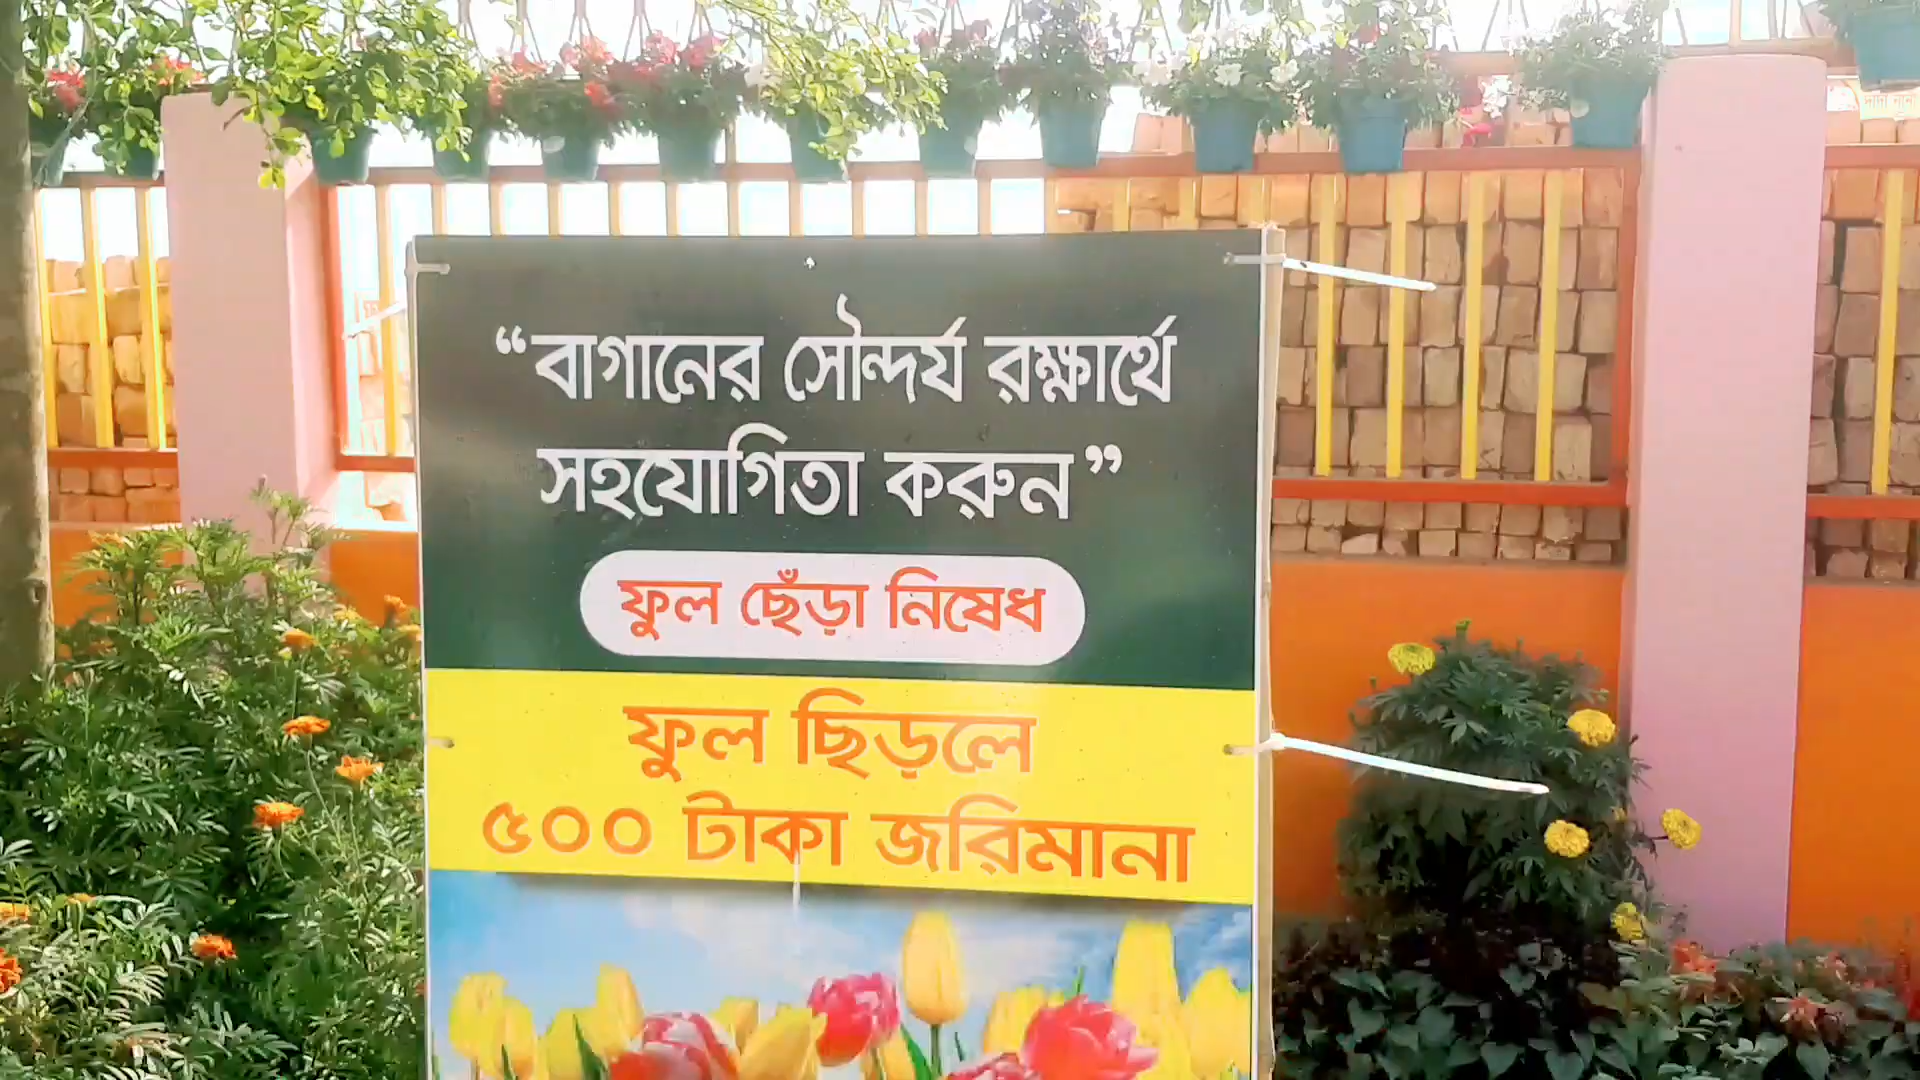 “বাগানের সৌন্দর্য রক্ষার্থে
সহযোগিতা করুন”
ফুল ছেঁড়া নিষেধ
ফুল ছিড়লে
৫০০ টাকা জরিমানা